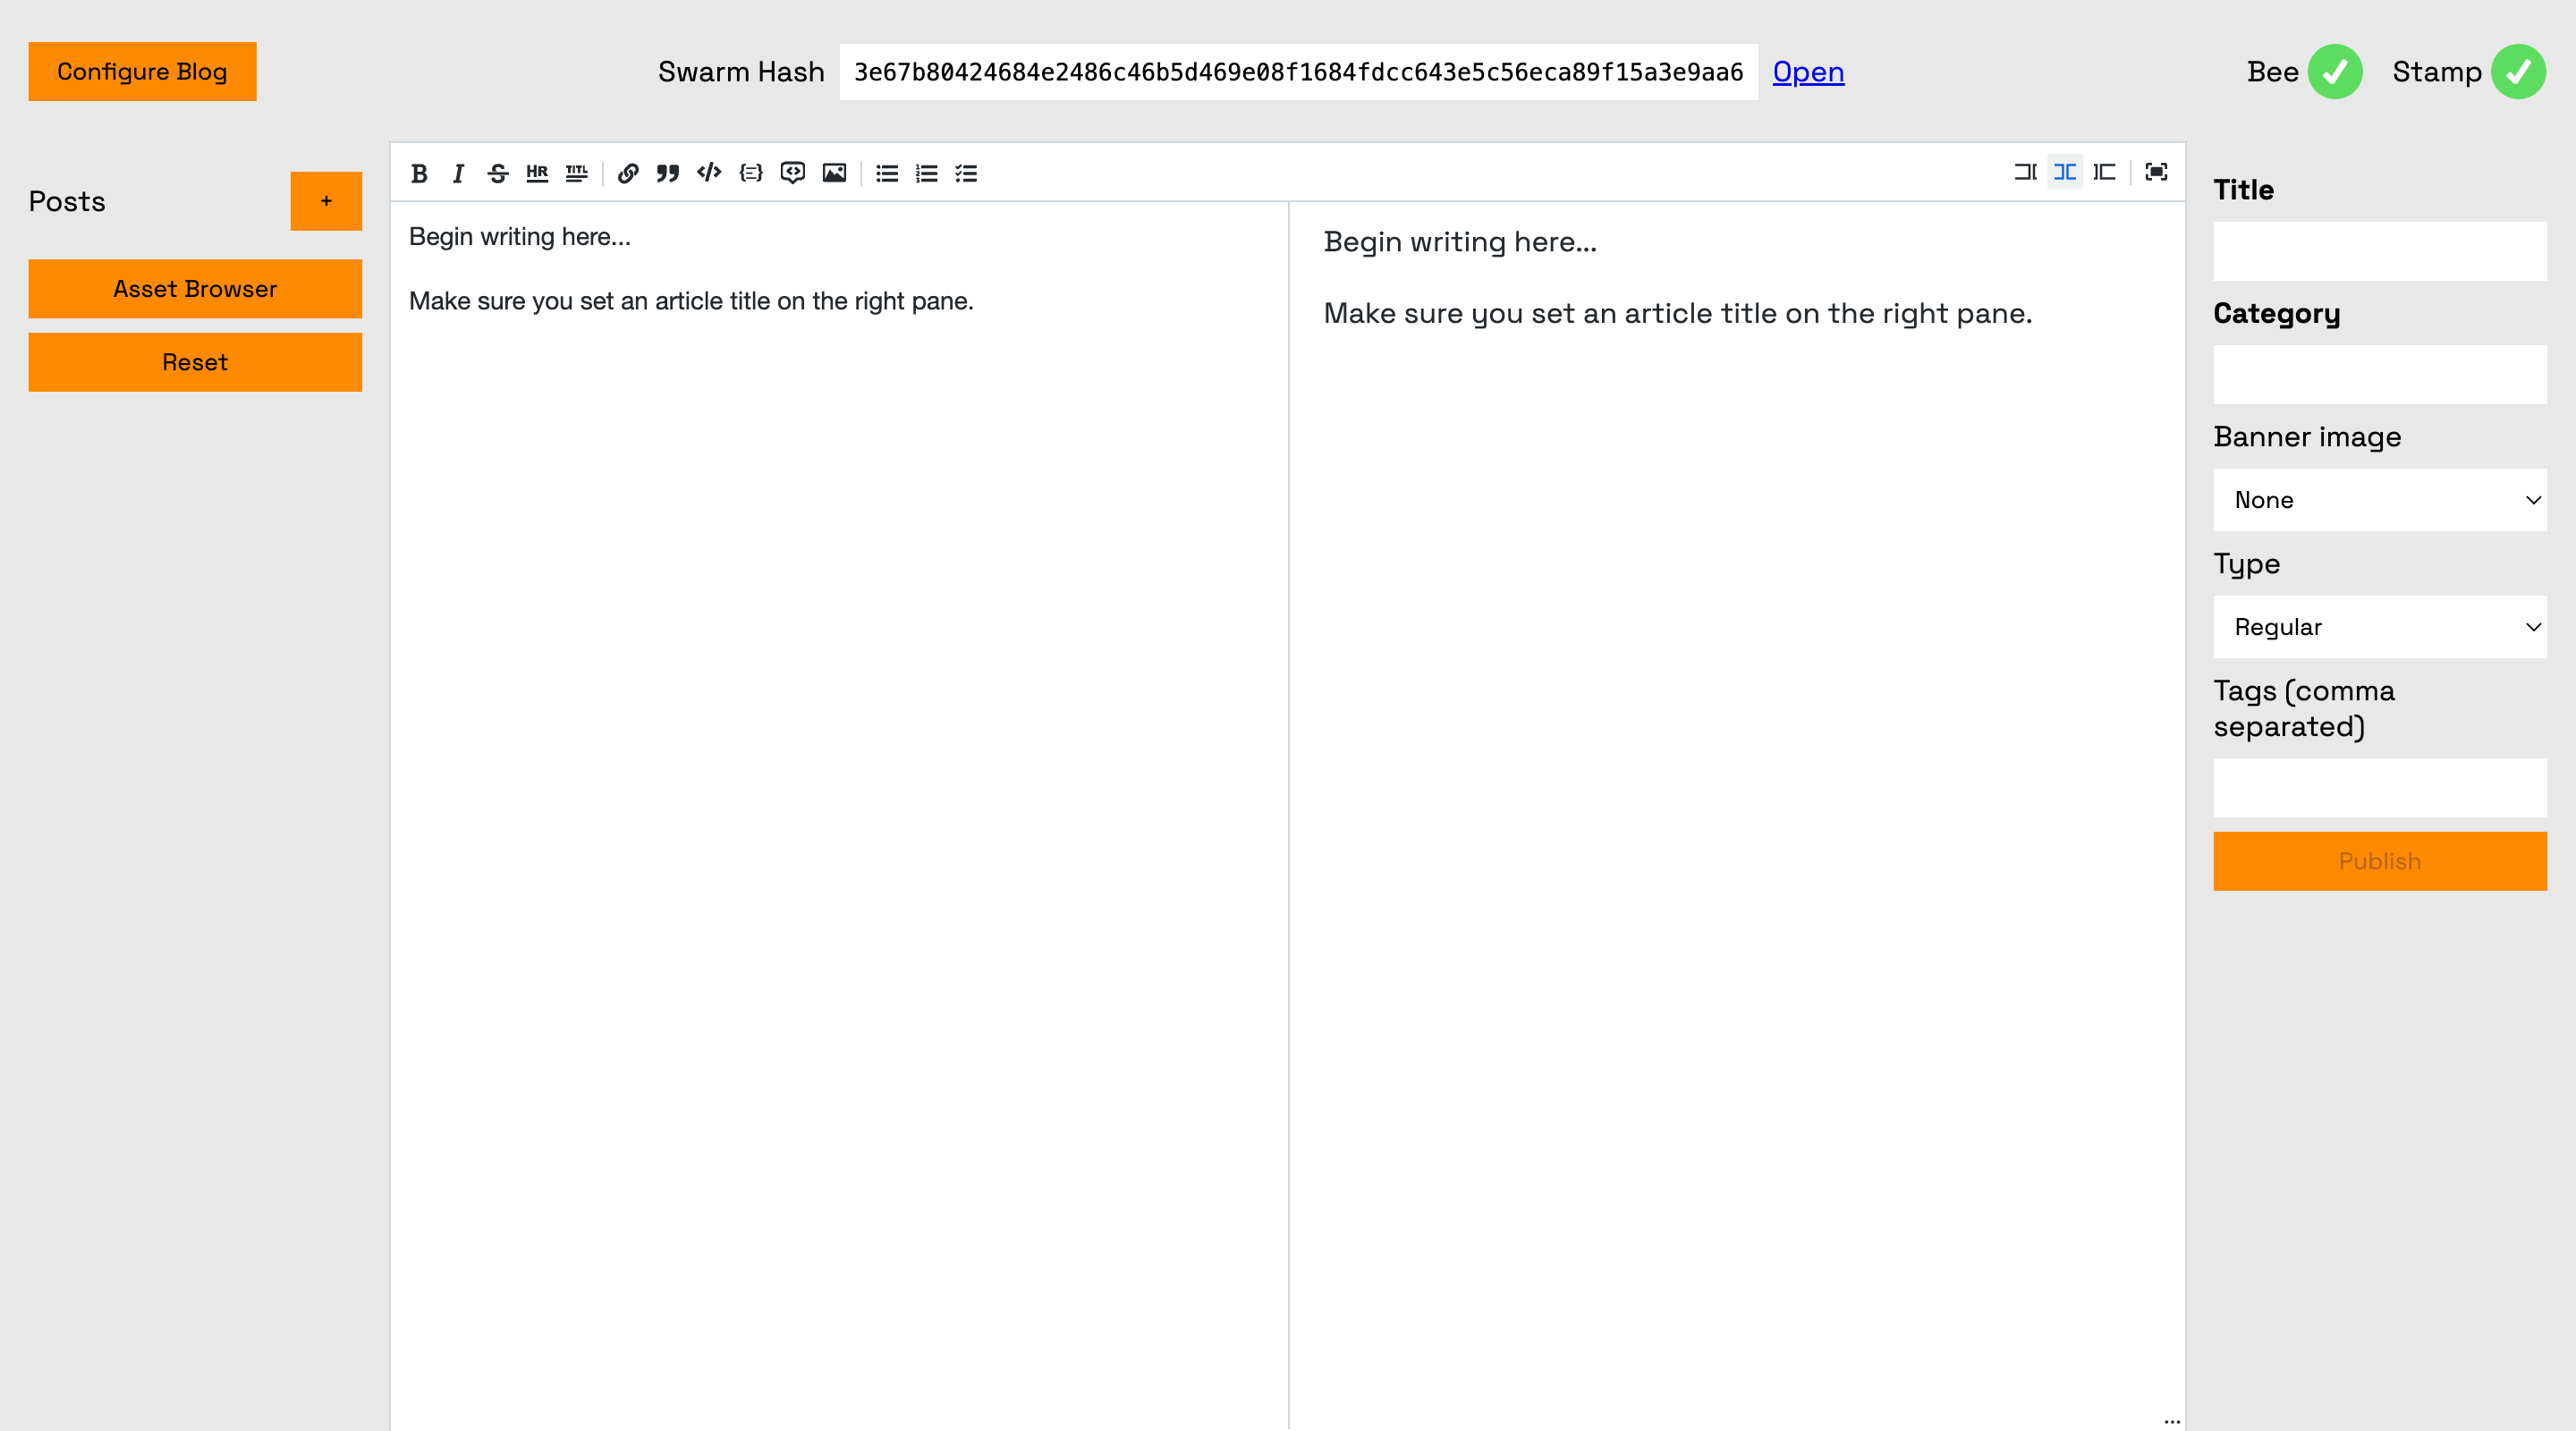 Configure Blog
Swarm Hash 3e67b80424684e2486c46b5d469e08f1684fdcc643e5c56eca89f15a3e9aa6 Open
Bee Stamp
Posts +
Asset Browser
Reset
B I S HR TITL
Begin writing here...
Make sure you set an article title on the right pane.
Begin writing here...
Make sure you set an article title on the right pane.
Title
Category
Banner image
None
Type
Regular
Tags (comma
separated)
Publish